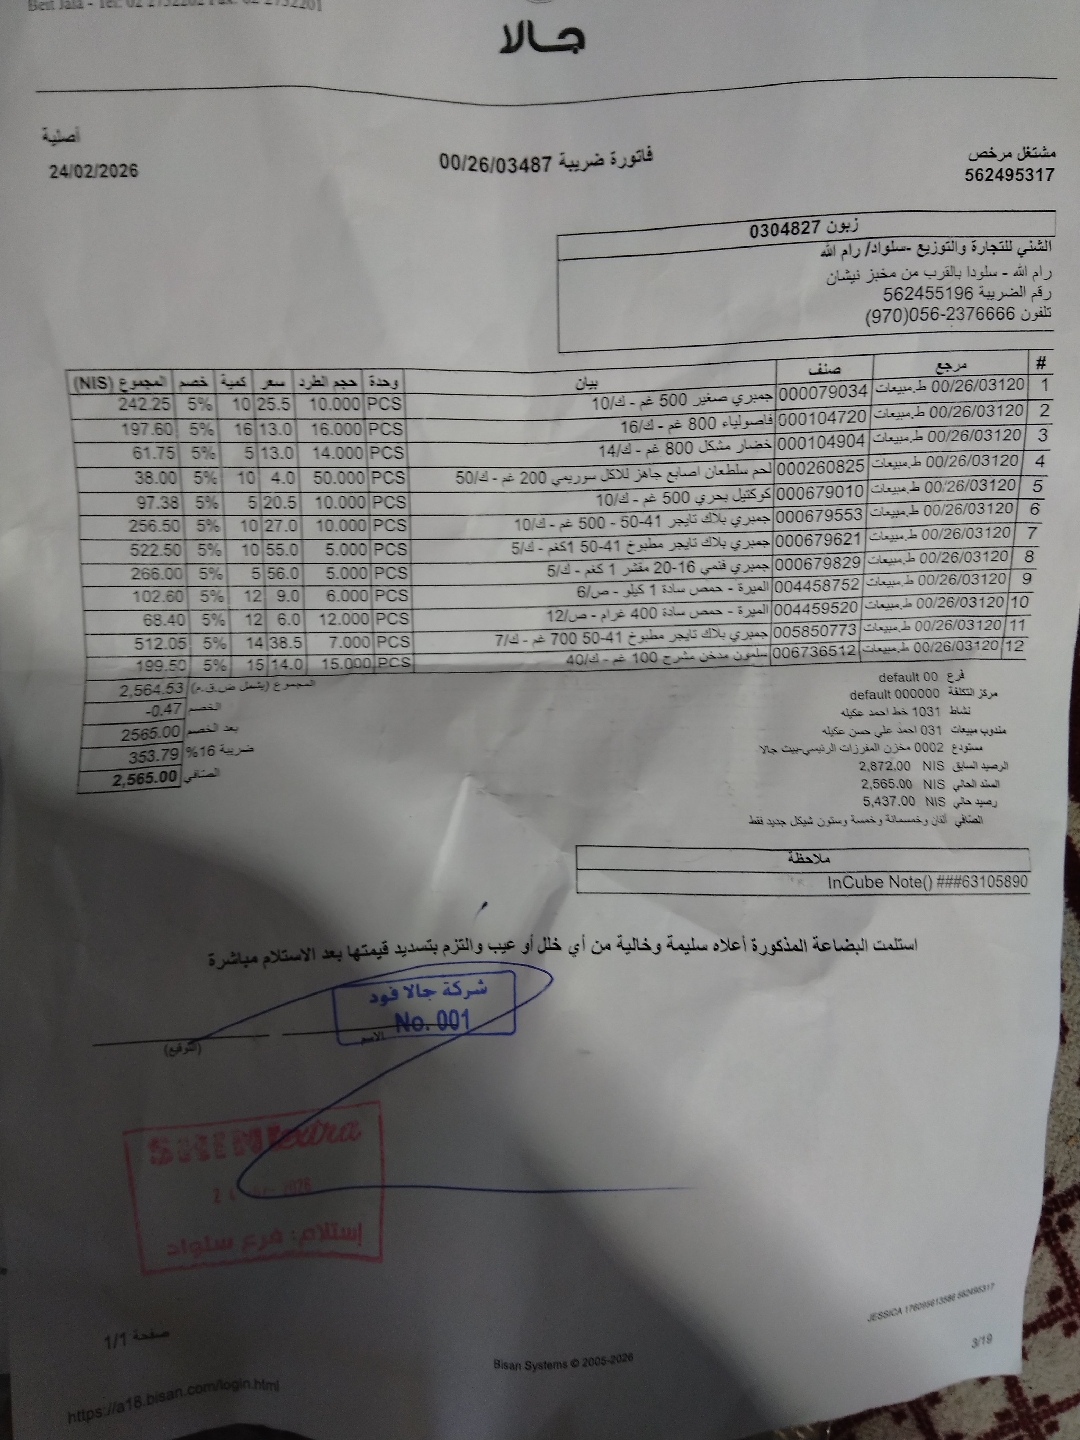 Beit Jala - Tel: 02 2752202 Fax: 02 2752201
جالا
أصلية
24/02/2026
فاتورة ضريبة 00/26/03487
مشتغل مرخص
562495317
زبون 0304827
الشني للتجارة والتوزيع -سلواد/ رام الله
رام الله - سلودا بالقرب من مخبز نيشان
رقم الضريبة 562455196
تلفون 2376666-056(970)
# مرجع صنف بيان وحدة حجم الطرد سعر كمية خصم المجموع (NIS)
1 ط.مبيعات 00/26/03120 000079034 جمبري صغير 500 غم - ك/10 PCS 10.000 25.5 10 5% 242.25
2 ط.مبيعات 00/26/03120 000104720 فاصولياء 800 غم - ك/16 PCS 16.000 13.0 16 5% 197.60
3 ط.مبيعات 00/26/03120 000104904 خضار مشكل 800 غم - ك/14 PCS 14.000 13.0 5 5% 61.75
4 ط.مبيعات 00/26/03120 000260825 لحم سلطعان اصابع جاهز للاكل سوريمي 200 غم - ك/50 PCS 50.000 4.0 10 5% 38.00
5 ط.مبيعات 00/26/03120 000679010 كوكتيل بحري 500 غم - ك/10 PCS 10.000 20.5 5 5% 97.38
6 ط.مبيعات 00/26/03120 000679553 جمبري بلاك تايجر 41-50 - 500 غم - ك/10 PCS 10.000 27.0 10 5% 256.50
7 ط.مبيعات 00/26/03120 000679621 جمبري بلاك تايجر مطبوخ 41-50 1كغم - ك/5 PCS 5.000 55.0 10 5% 522.50
8 ط.مبيعات 00/26/03120 000679829 جمبري فنمي 16-20 مقشر 1 كغم - ك/5 PCS 5.000 56.0 5 5% 266.00
9 ط.مبيعات 00/26/03120 004458752 الميرة - حمص سادة 1 كيلو - ص/6 PCS 6.000 9.0 12 5% 102.60
10 ط.مبيعات 00/26/03120 004459520 الميرة - حمص سادة 400 غرام - ص/12 PCS 12.000 6.0 12 5% 68.40
11 ط.مبيعات 00/26/03120 005850773 جمبري بلاك تايجر مطبوخ 41-50 700 غم - ك/7 PCS 7.000 38.5 14 5% 512.05
12 ط.مبيعات 00/26/03120 006736512 سلمون مدخن مشرح 100 غم - ك/40 PCS 15.000 14.0 15 5% 199.50
المجموع (يشمل ض.ق.م) 2,564.53
الخصم -0.47
بعد الخصم 2565.00
ضريبة 16% 353.79
الصّافي 2,565.00
فرع 00 default
مركز التكلفة 000000 default
نشاط 1031 خط احمد عكيله
مندوب مبيعات 031 احمد علي حسن عكيله
مستودع 0002 مخزن المفرزات الرئيسي-بيت جالا
الرصيد السابق NIS 2,872.00
السند الحالي NIS 2,565.00
رصيد حالي NIS 5,437.00
الصّافي ألفان وخمسمائة وخمسة وستون شيكل جديد فقط
ملاحظة
InCube Note() ###63105890
استلمت البضاعة المذكورة أعلاه سليمة وخالية من أي خلل أو عيب والتزم بتسديد قيمتها بعد الاستلام مباشرة
شركة جالا فود
No. 001
الاسم
(التوقيع)
extra
2026
إستلام: فرع سلواد
JESSICA 562495317
3/19
صفحة 1/1
Bisan Systems © 2005-2026
https://a18.bisan.com/login.html